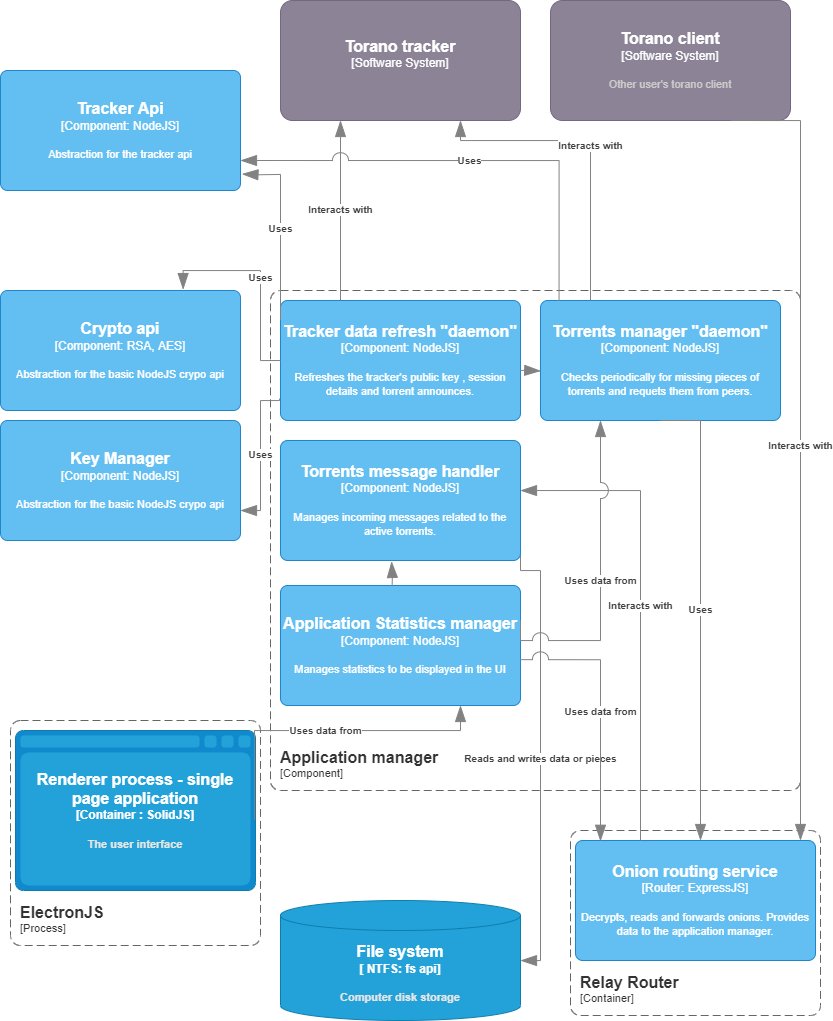 Torano tracker
[Software System]
Torano client
[Software System]
Other user's torano client
Tracker Api
[Component: NodeJS]
Abstraction for the tracker api
Interacts with
Uses
Interacts with
Uses
Uses
Crypto api
[Component: RSA, AES]
Abstraction for the basic NodeJS crypo api
Tracker data refresh "daemon"
[Component: NodeJS]
Refreshes the tracker's public key , session
details and torrent announces.
Torrents manager "daemon"
[Component: NodeJS]
Checks periodically for missing pieces of
torrents and requets them from peers.
Key Manager
[Component: NodeJS]
Abstraction for the basic NodeJS crypo api
Uses
Interacts with
Torrents message handler
[Component: NodeJS]
Manages incoming messages related to the
active torrents.
Uses data from
Interacts with
Uses
Application Statistics manager
[Component: NodeJS]
Manages statistics to be displayed in the UI
Uses data from
Uses data from
Application manager
[Component]
Reads and writes data or pieces
Renderer process - single
page application
[Container : SolidJS]
The user interface
ElectronJS
[Process]
File system
[ NTFS: fs api]
Computer disk storage
Onion routing service
[Router: ExpressJS]
Decrypts, reads and forwards onions. Provides
data to the application manager.
Relay Router
[Container]